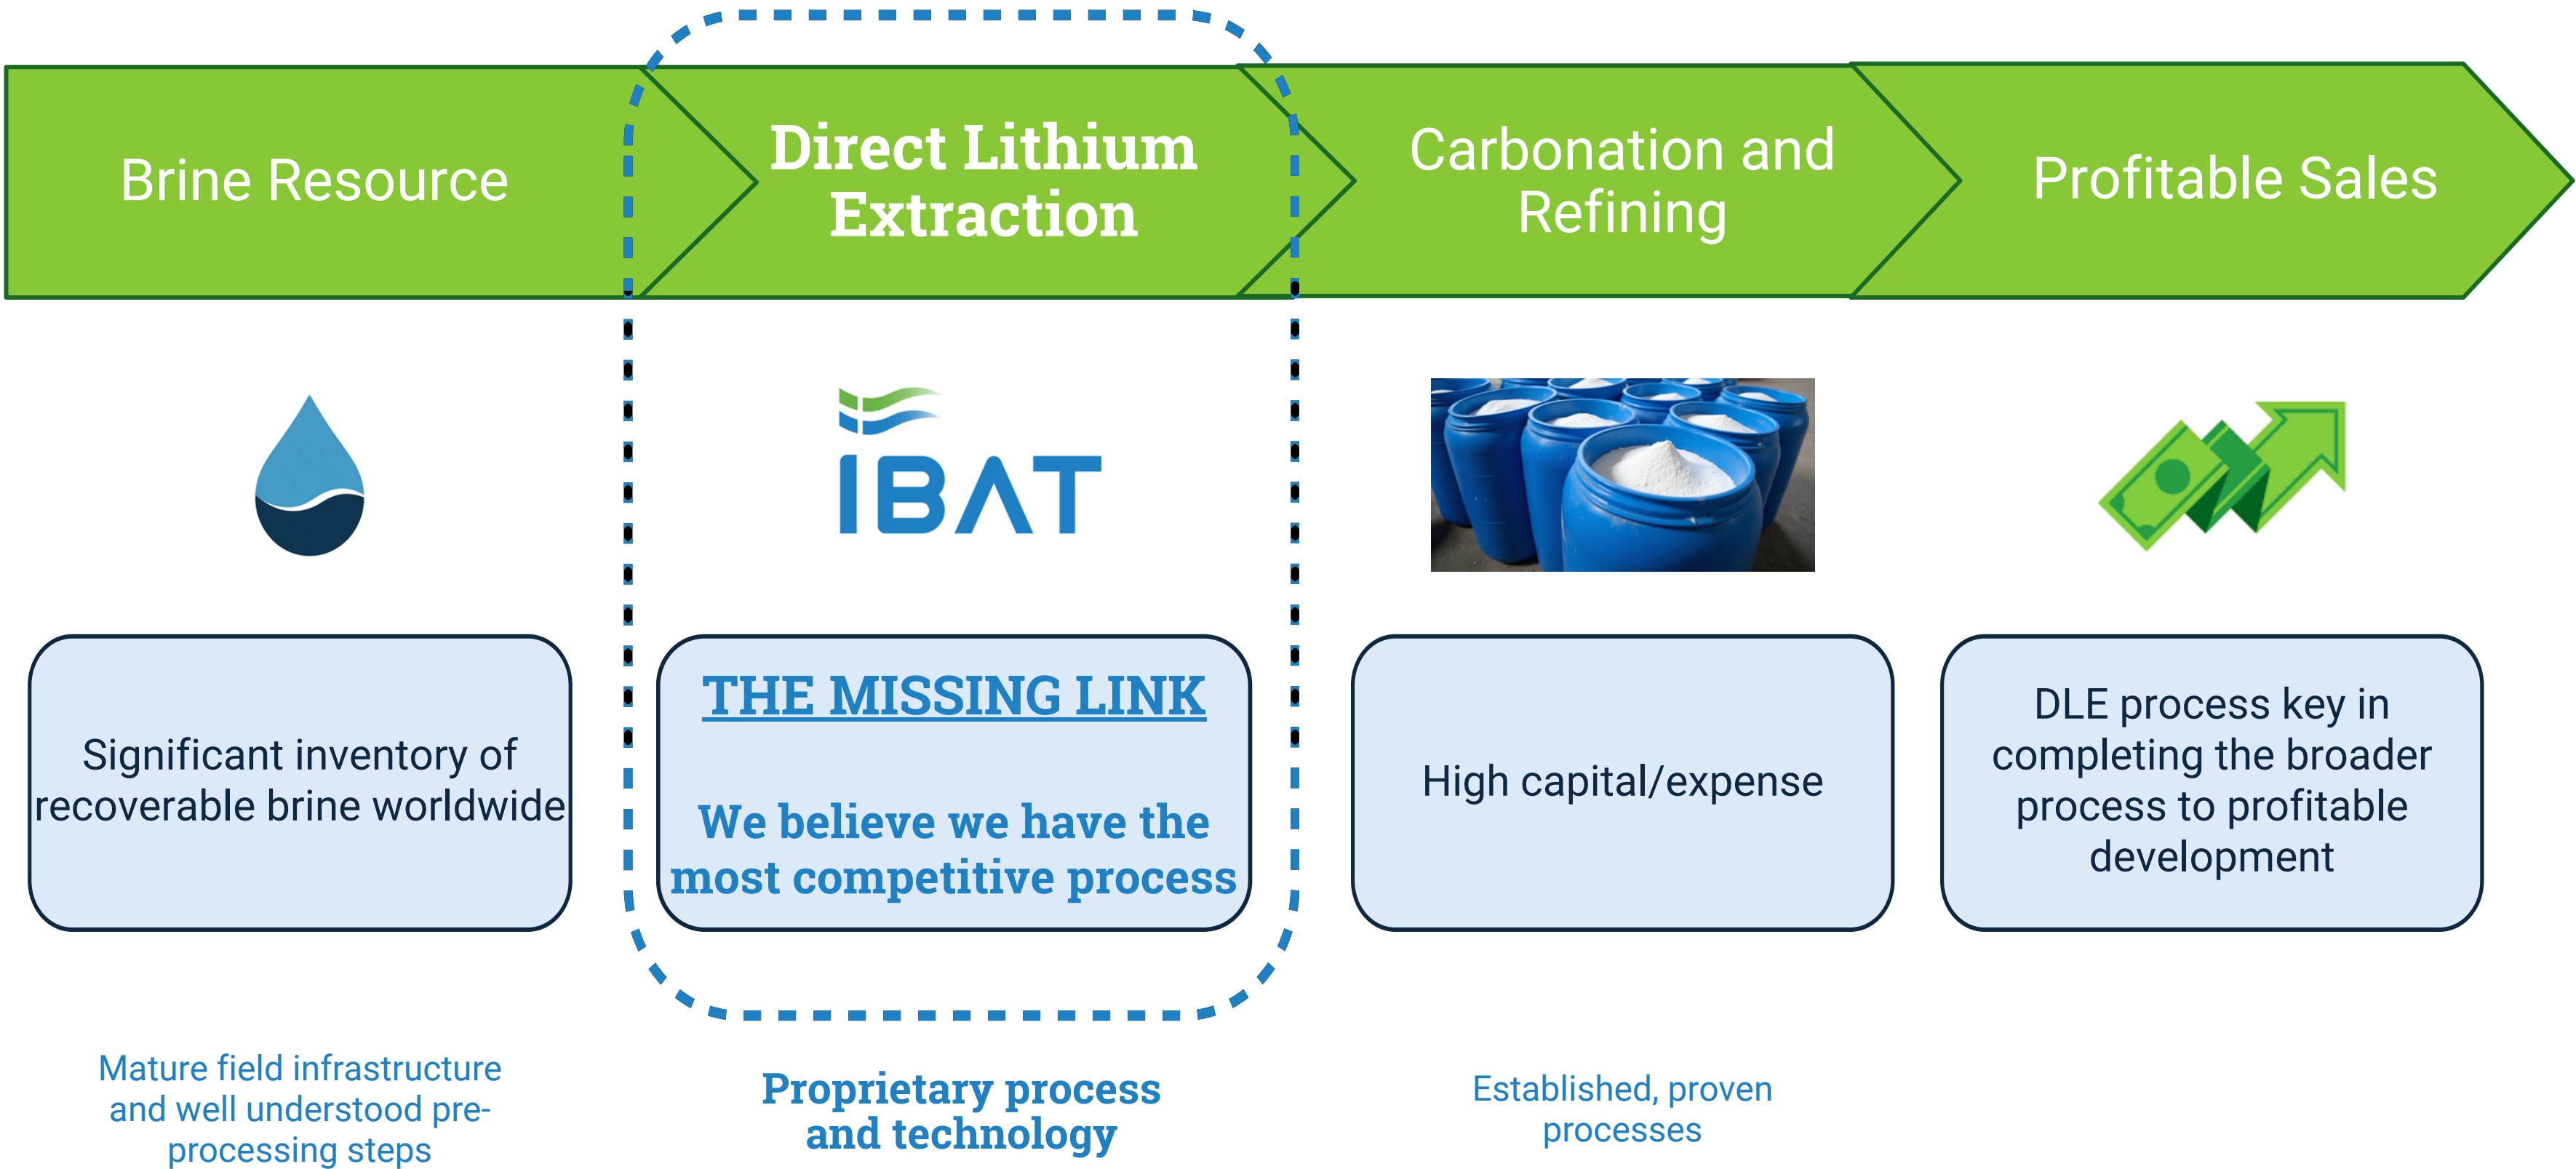 Brine Resource
Direct Lithium
Extraction
Carbonation and
Refining
Profitable Sales
IBAT
Significant inventory of
recoverable brine worldwide
THE MISSING LINK
We believe we have the
most competitive process
High capital/expense
DLE process key in
completing the broader
process to profitable
development
Mature field infrastructure
and well understood pre-
processing steps
Proprietary process
and technology
Established, proven
processes